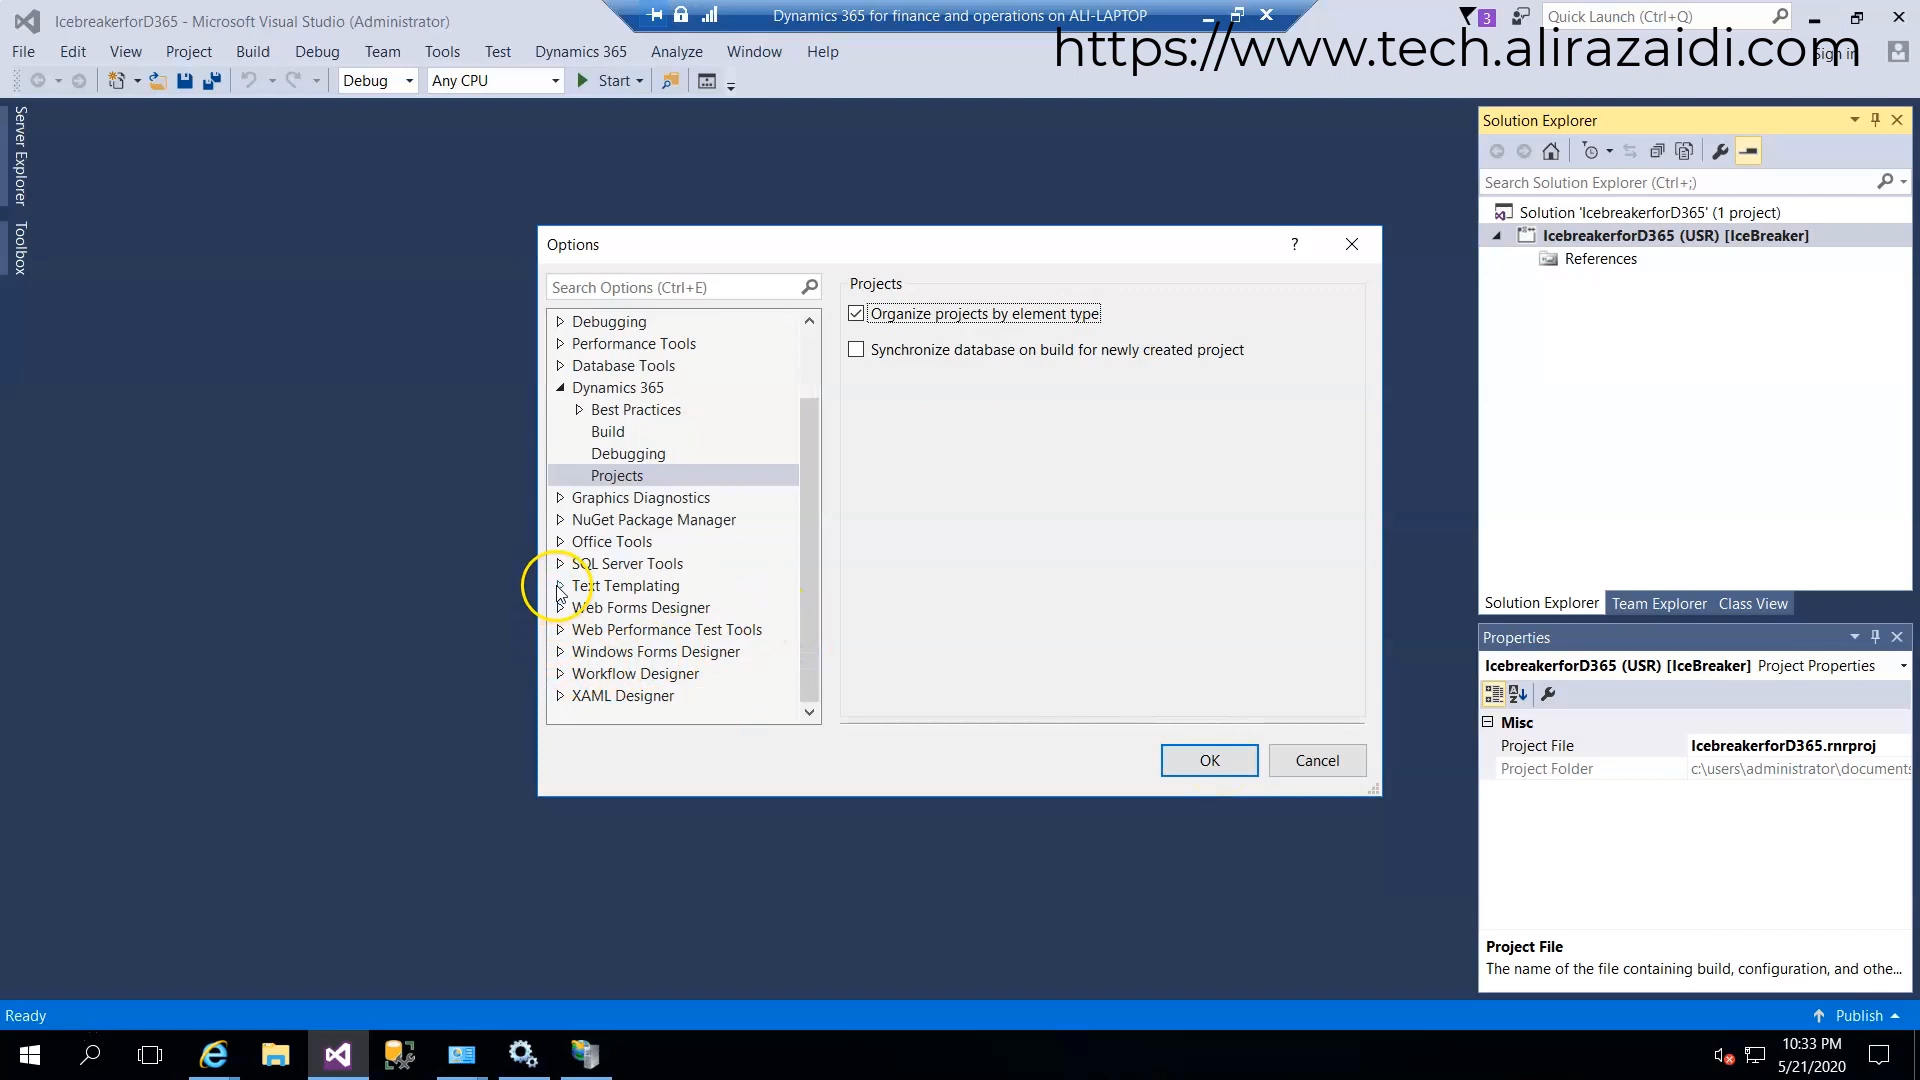 IcebreakerforD365 - Microsoft Visual Studio (Administrator)
Dynamics 365 for finance and operations on ALI-LAPTOP
3
Quick Launch (Ctrl+Q)
File Edit View Project Build Debug Team Tools Test Dynamics 365 Analyze Window Help
https://www.tech.alirazaidi.com
Sign in
Debug
Any CPU
Start
Server Explorer
Toolbox
Solution Explorer
Search Solution Explorer (Ctrl+;)
Solution 'IcebreakerforD365' (1 project)
IcebreakerforD365 (USR) [IceBreaker]
References
Options
?
Search Options (Ctrl+E)
Debugging
Performance Tools
Database Tools
Dynamics 365
Best Practices
Build
Debugging
Projects
Graphics Diagnostics
NuGet Package Manager
Office Tools
SQL Server Tools
Text Templating
Web Forms Designer
Web Performance Test Tools
Windows Forms Designer
Workflow Designer
XAML Designer
Projects
Organize projects by element type
Synchronize database on build for newly created project
OK
Cancel
Solution Explorer Team Explorer Class View
Properties
IcebreakerforD365 (USR) [IceBreaker] Project Properties
Misc
Project File IcebreakerforD365.rnrproj
Project Folder c:\users\administrator\documents
Project File
The name of the file containing build, configuration, and othe...
Ready
Publish
10:33 PM
5/21/2020